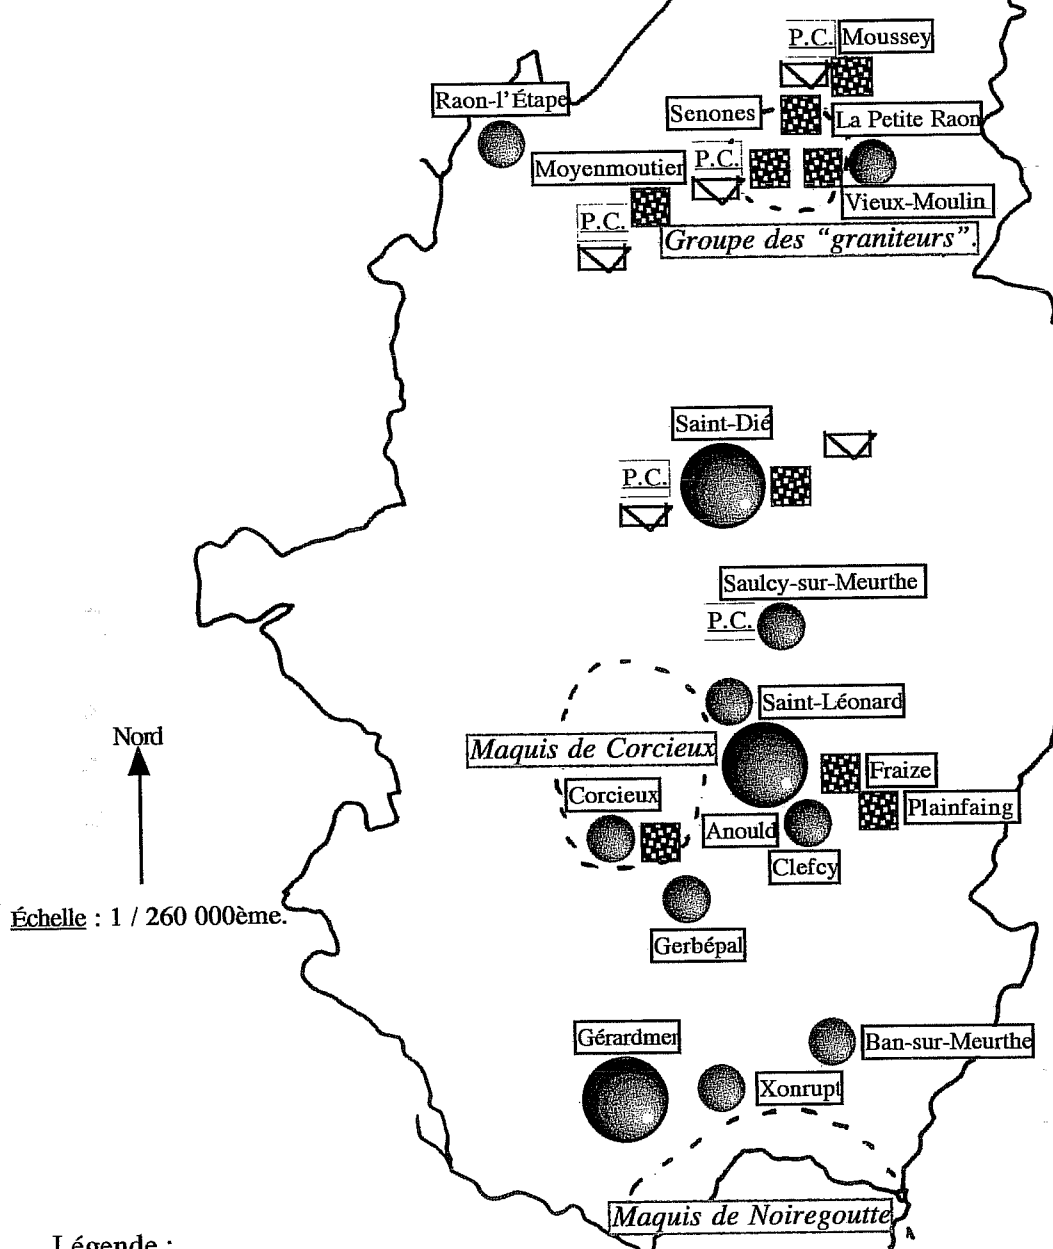 P.C. Moussey
Raon-l'Étape
Senones
La Petite Raon
Moyenmoutier
P.C.
Vieux-Moulin
P.C.
Groupe des “graniteurs”.
Saint-Dié
P.C.
Saulcy-sur-Meurthe
P.C.
Saint-Léonard
Nord
Maquis de Corcieux
Fraize
Corcieux
Plainfaing
Anould
Clefcy
Échelle : 1 / 260 000ème.
Gerbépal
Gérardmer
Ban-sur-Meurthe
Xonrupt
Maquis de Noiregoutte
Légende :